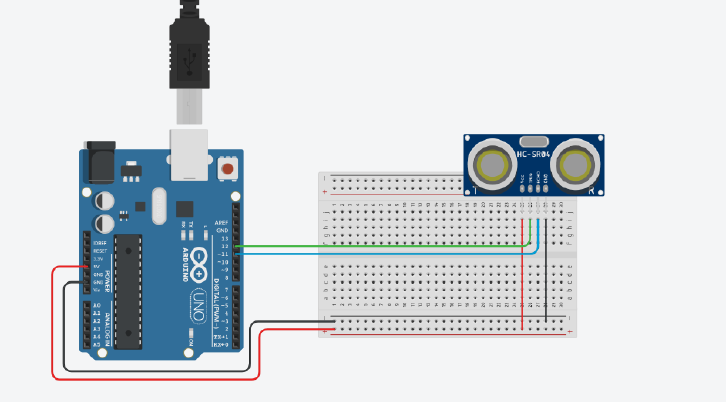 HC-SR04
VCC
TRIG
ECHO
GND
T
R
AREF
GND
13
12
~11
~10
~9
8
7
~6
~5
4
~3
2
TX→1
RX←0
DIGITAL (PWM~)
TX
RX
L
ARDUINO
UNO
ON
IOREF
RESET
3.3V
5V
GND
GND
Vin
POWER
A0
A1
A2
A3
A4
A5
ANALOG IN